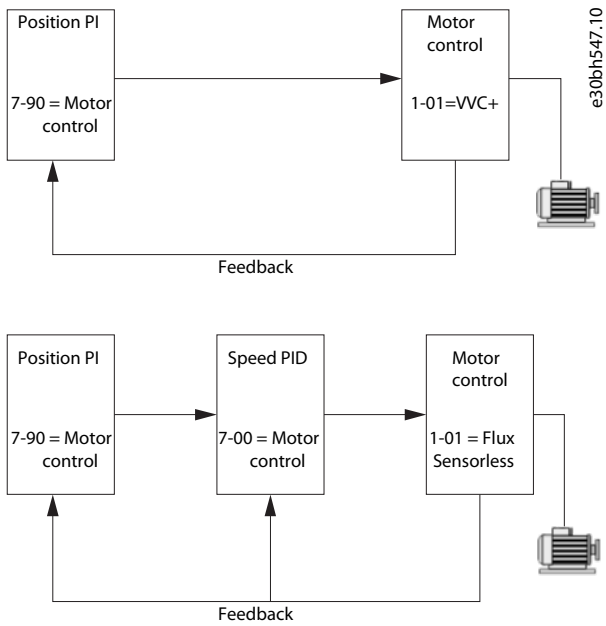 Position PI
7-90 = Motor
control
Motor
control
1-01=VVC+
Feedback
e30bh547.10
Position PI
7-90 = Motor
control
Speed PID
7-00 = Motor
control
Motor
control
1-01 = Flux
Sensorless
Feedback